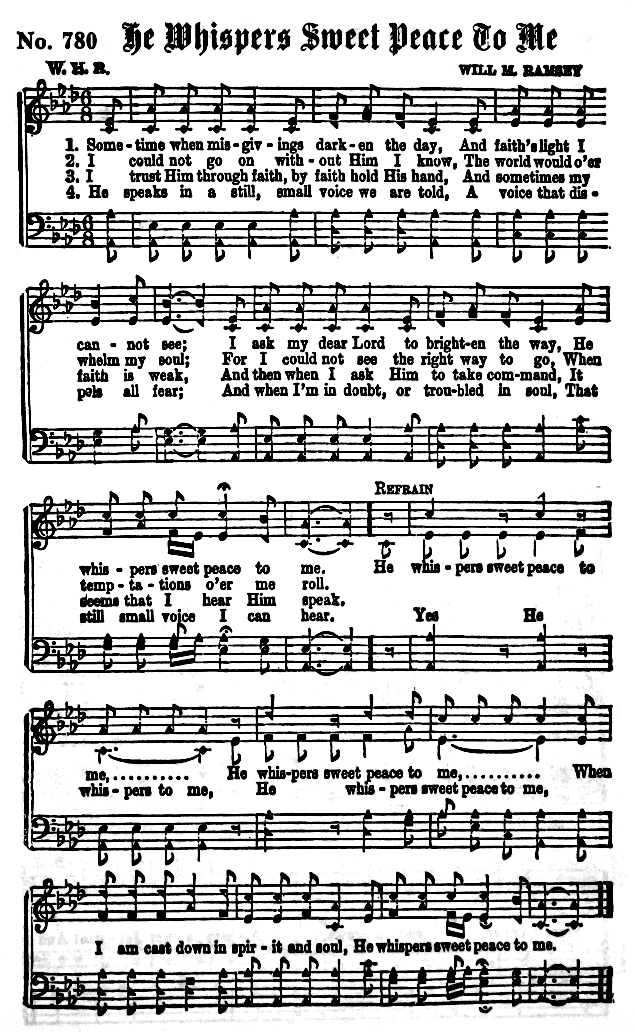 No. 780 He Whispers Sweet Peace To Me
W. H. R. WILL M. RAMSEY
1. Some-time when mis-giv-ings dark-en the day, And faith's light I
2. I could not go on with-out Him I know, The world would o'er
3. I trust Him through faith, by faith hold His hand, And sometimes my
4. He speaks in a still, small voice we are told, A voice that dis-
can-not see; I ask my dear Lord to bright-en the way, He
whelm my soul; For I could not see the right way to go, When
faith is weak, And then when I ask Him to take com-mand, It
pels all fear; And when I'm in doubt, or trou-bled in soul, That
REFRAIN
whis-pers sweet peace to me. He whis-pers sweet peace to
temp-ta-tions o'er me roll.
seems that I hear Him speak.
still small voice I can hear. Yes He
me,.......... He whis-pers sweet peace to me,.......... When
whis-pers to me, He whis-pers sweet peace to me,
I am cast down in spir-it and soul, He whispers sweet peace to me.